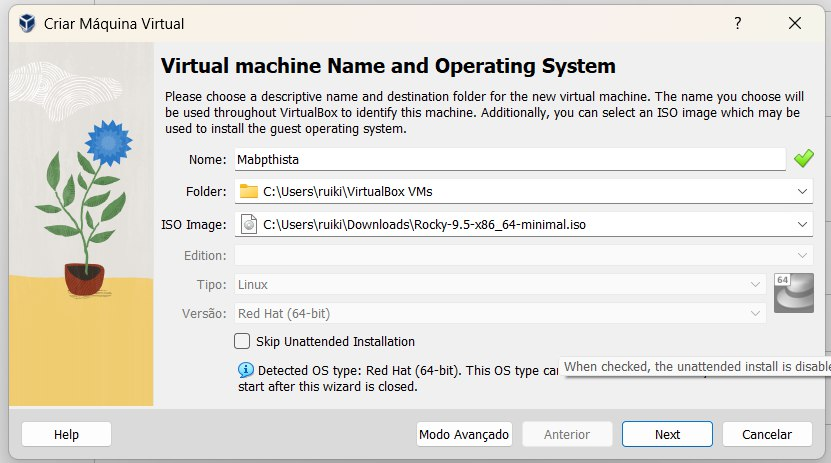 Criar Máquina Virtual
?
Virtual machine Name and Operating System
Please choose a descriptive name and destination folder for the new virtual machine. The name you choose will
be used throughout VirtualBox to identify this machine. Additionally, you can select an ISO image which may be
used to install the guest operating system.
Nome: Mabpthista
Folder: C:\Users\ruiki\VirtualBox VMs
ISO Image: C:\Users\ruiki\Downloads\Rocky-9.5-x86_64-minimal.iso
Edition:
Tipo: Linux
64
Versão: Red Hat (64-bit)
Skip Unattended Installation
Detected OS type: Red Hat (64-bit). This OS type can
When checked, the unattended install is disable
start after this wizard is closed.
Help Modo Avançado Anterior Next Cancelar